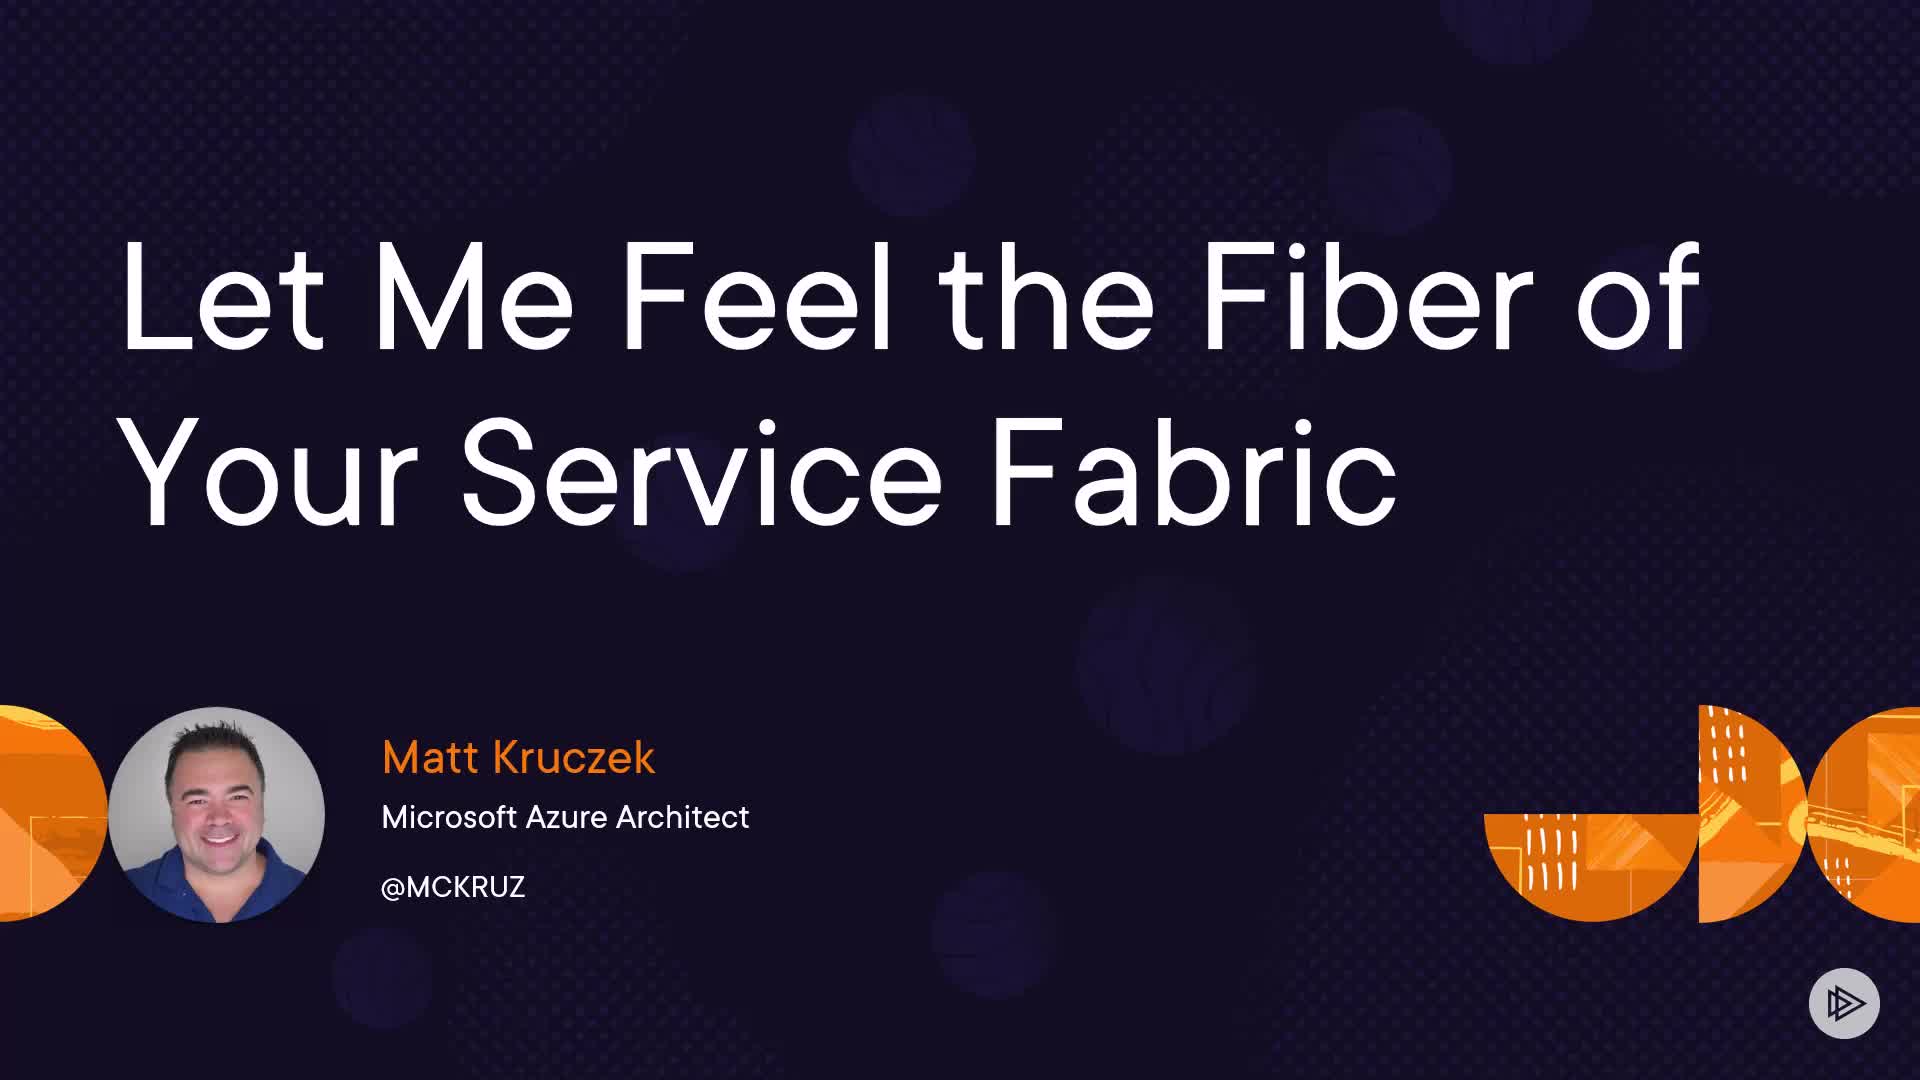 Let Me Feel the Fiber of
Your Service Fabric
Matt Kruczek
Microsoft Azure Architect
@MCKRUZ